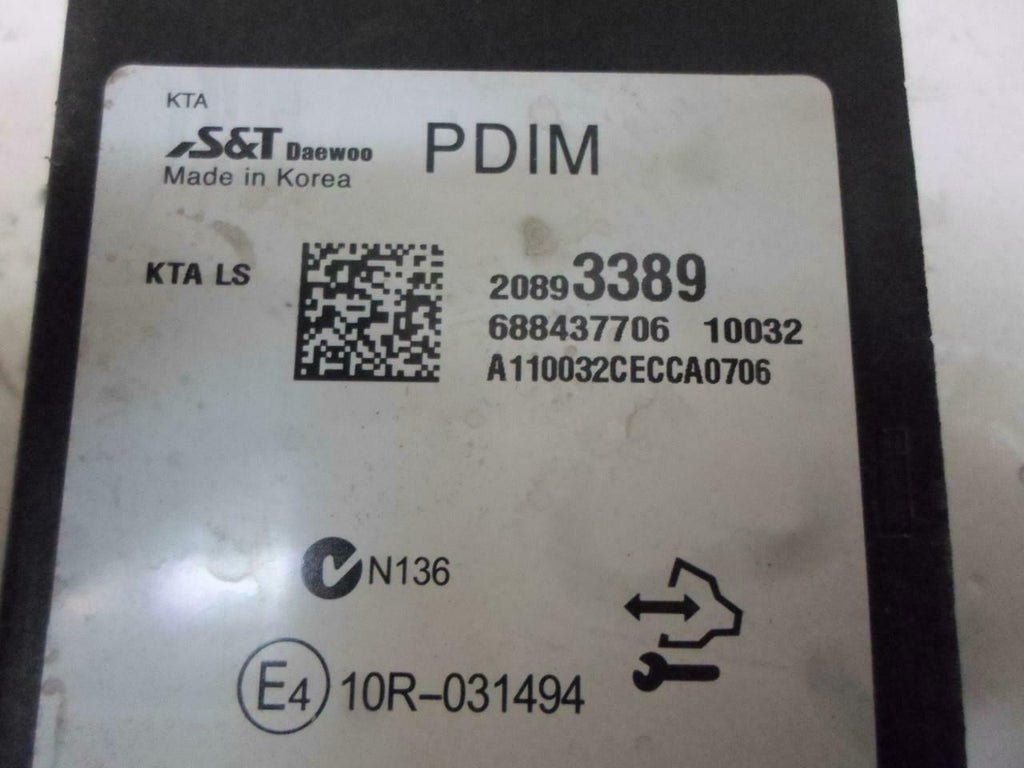 KTA
S&T Daewoo PDIM
Made in Korea
KTA LS
20893389
688437706 10032
A110032CECCA0706
N136
E4 10R-031494